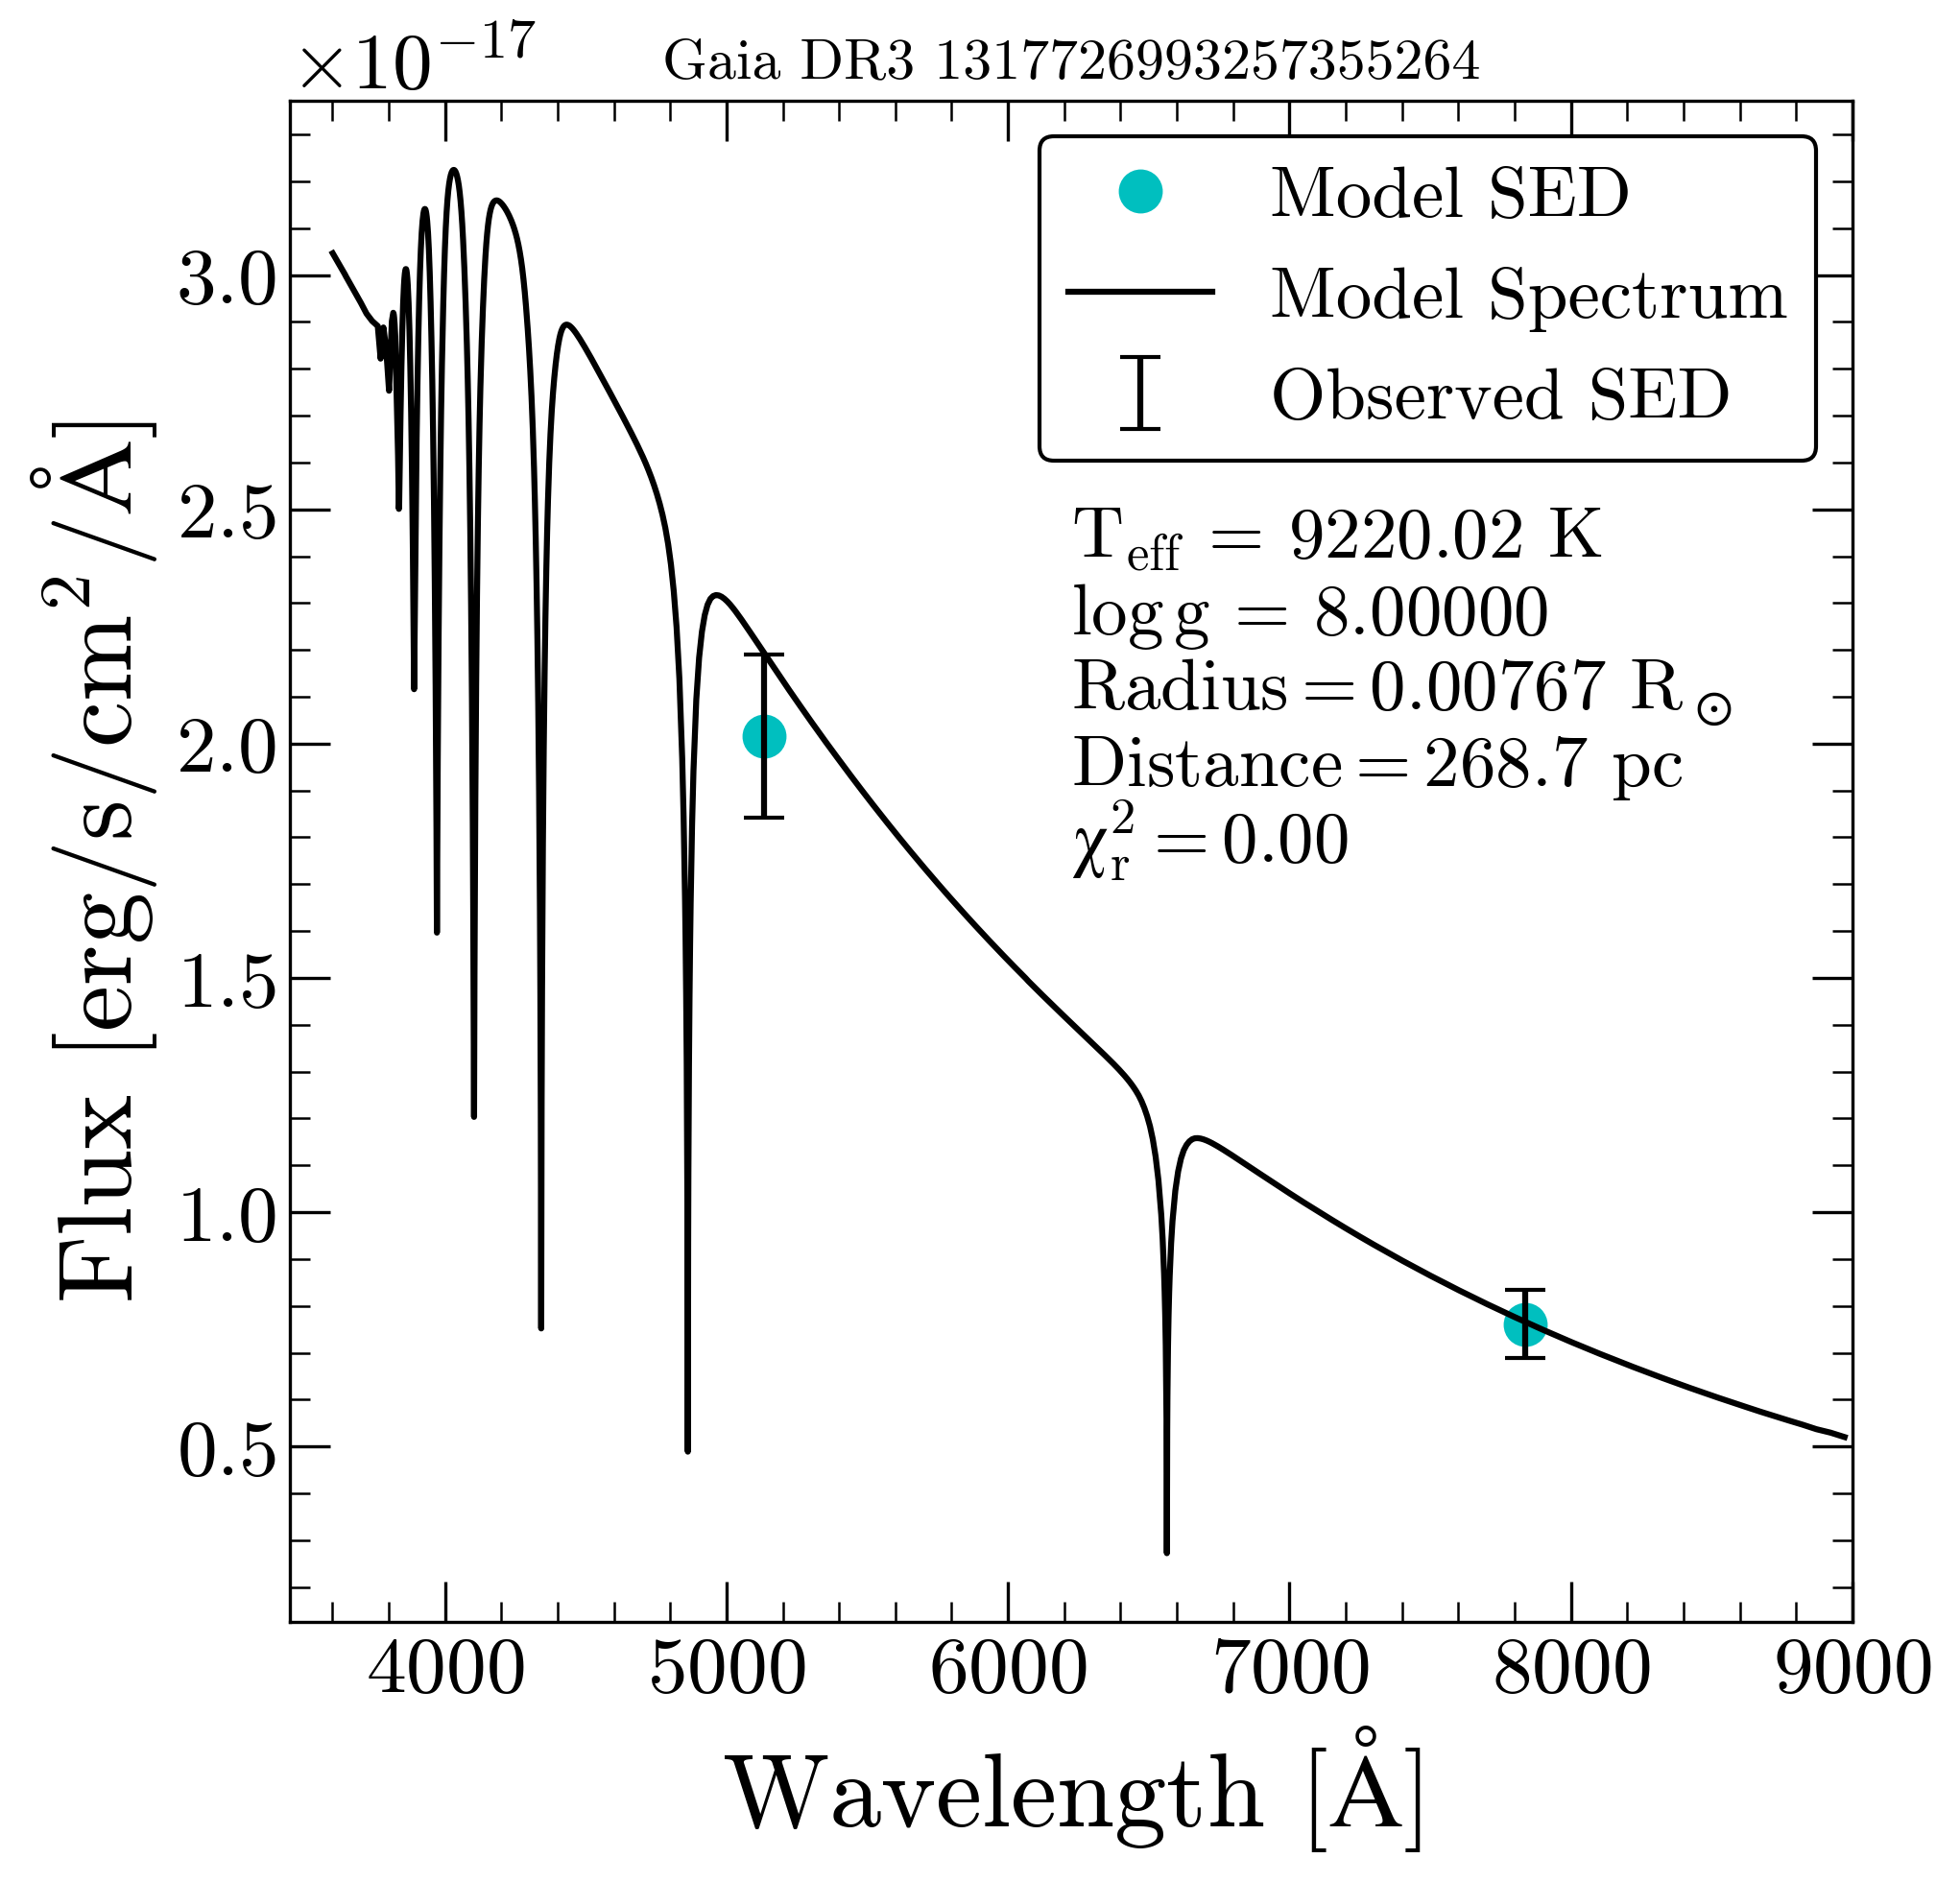 ×10⁻¹⁷
Gaia DR3 1317726993257355264
Model SED
Model Spectrum
Observed SED
T_eff = 9220.02 K
log g = 8.00000
Radius = 0.00767 R_⊙
Distance = 268.7 pc
χ²_r = 0.00
Flux [erg/s/cm²/Å]
3.0
2.5
2.0
1.5
1.0
0.5
4000 5000 6000 7000 8000 9000
Wavelength [Å]